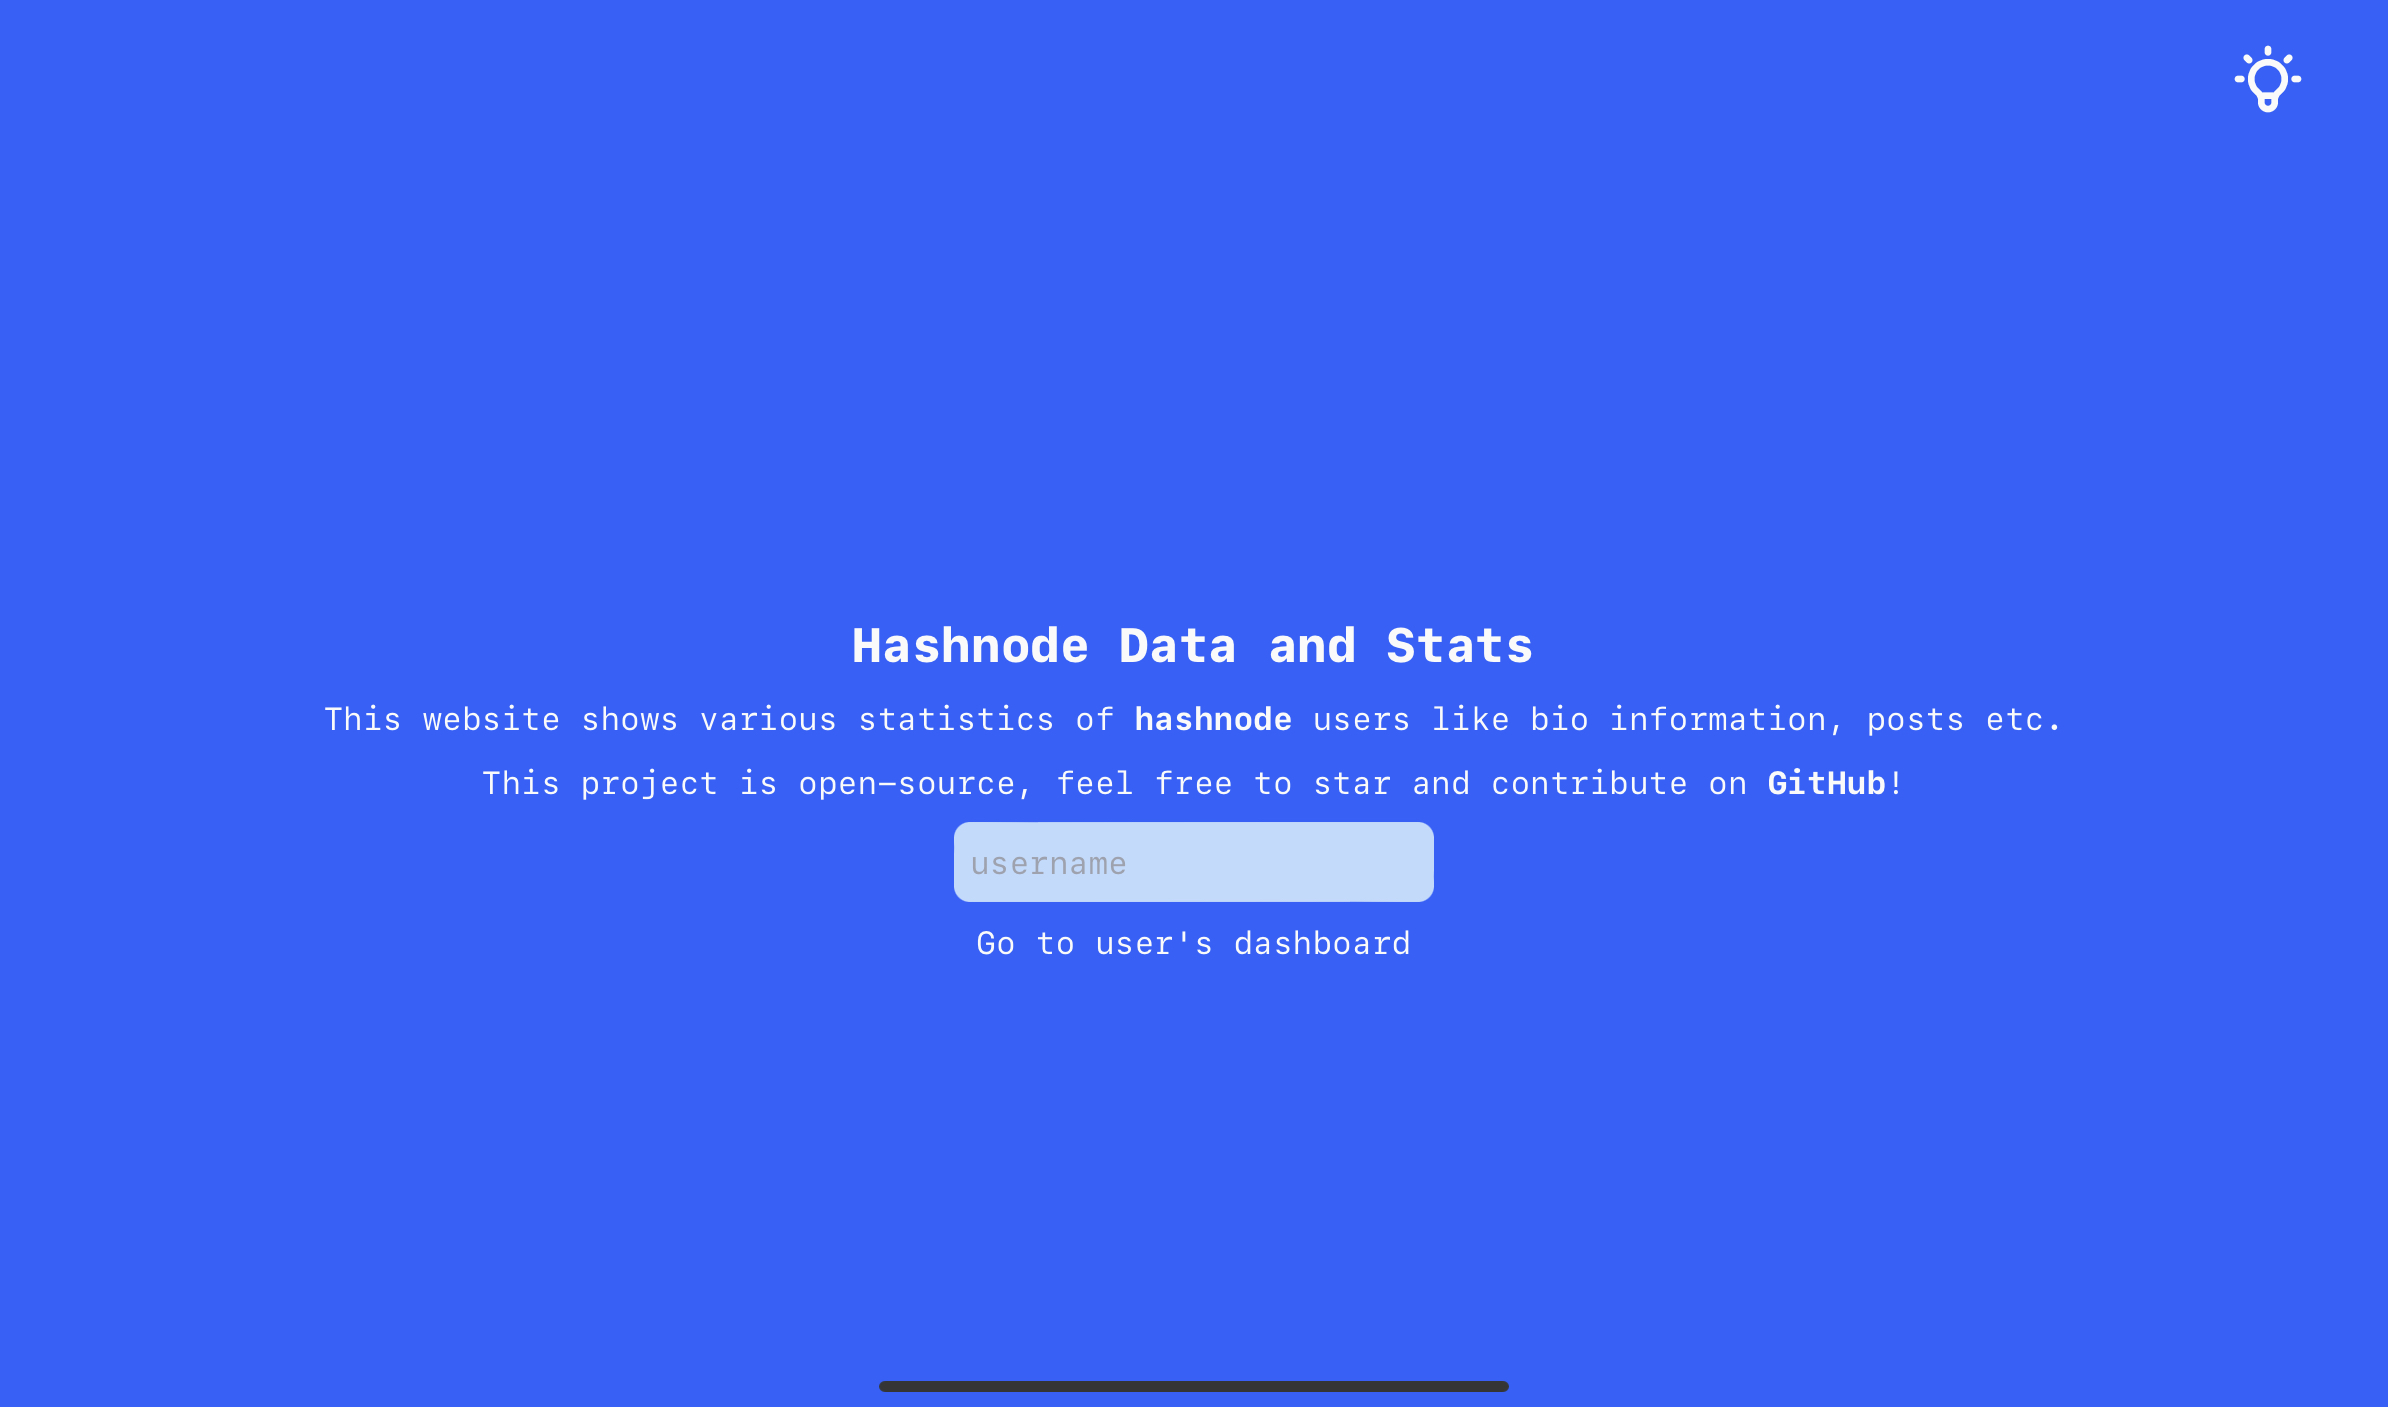 Hashnode Data and Stats
This website shows various statistics of hashnode users like bio information, posts etc.
This project is open-source, feel free to star and contribute on GitHub!
username
Go to user's dashboard